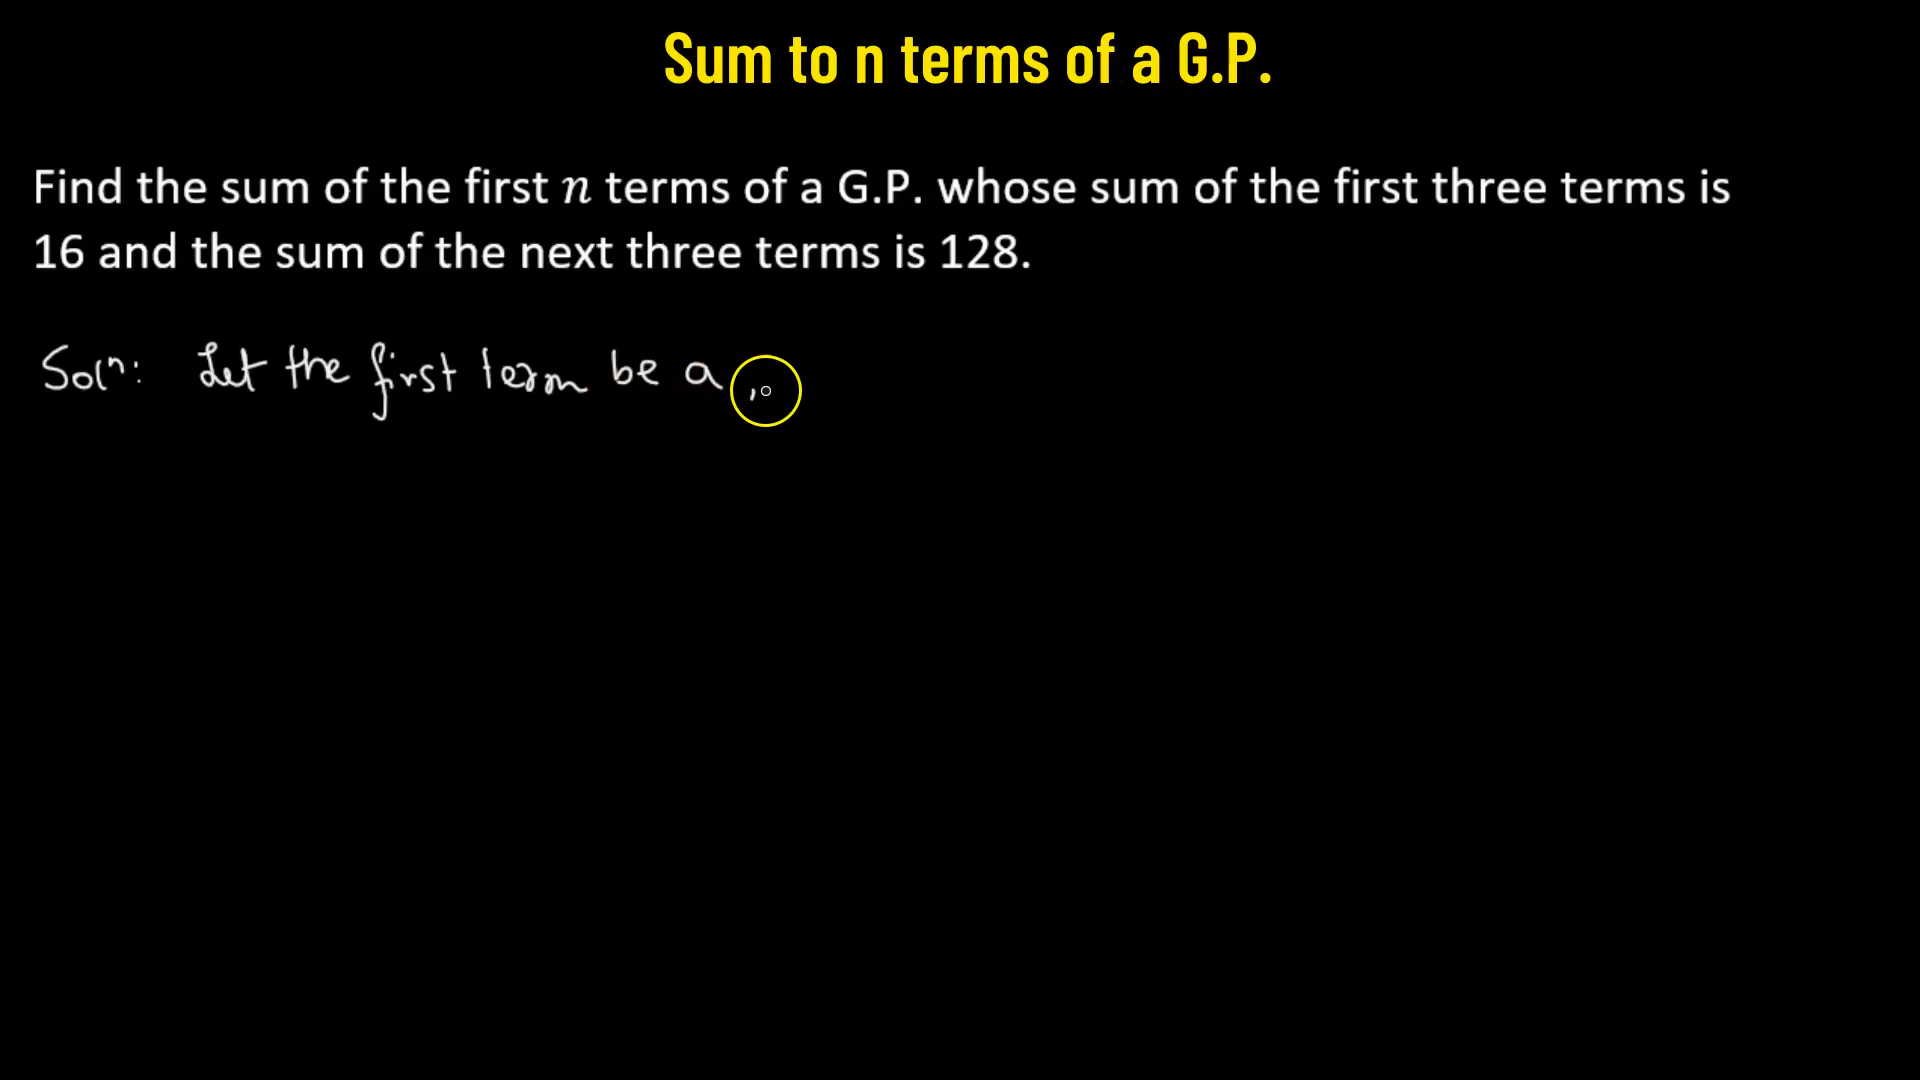 Sum to n terms of a G.P.
Find the sum of the first n terms of a G.P. whose sum of the first three terms is
16 and the sum of the next three terms is 128.
Solⁿ: Let the first term be a ,